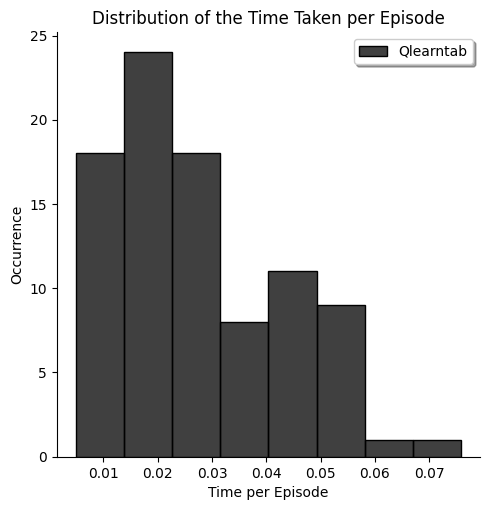 Distribution of the Time Taken per Episode
Qlearntab
Occurrence
25
20
15
10
5
0
0.01 0.02 0.03 0.04 0.05 0.06 0.07
Time per Episode